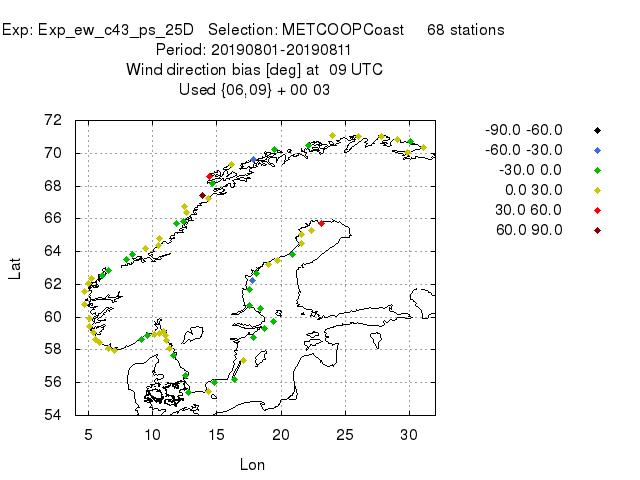 Exp: Exp_ew_c43_ps_25D Selection: METCOOPCoast 68 stations
Period: 20190801-20190811
Wind direction bias [deg] at 09 UTC
Used {06,09} + 00 03
72
70
68
66
64
62
60
58
56
54
Lat
5 10 15 20 25 30
Lon
-90.0 -60.0
-60.0 -30.0
-30.0 0.0
0.0 30.0
30.0 60.0
60.0 90.0